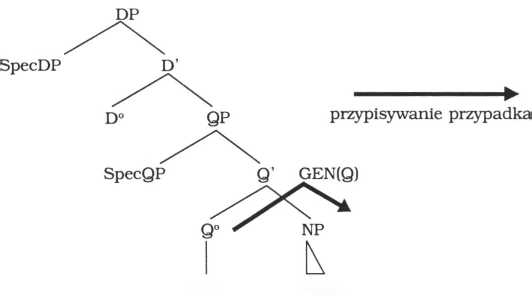 DP
SpecDP D'
D° QP
przypisywanie przypadka
SpecQP Q' GEN(Q)
Q° NP